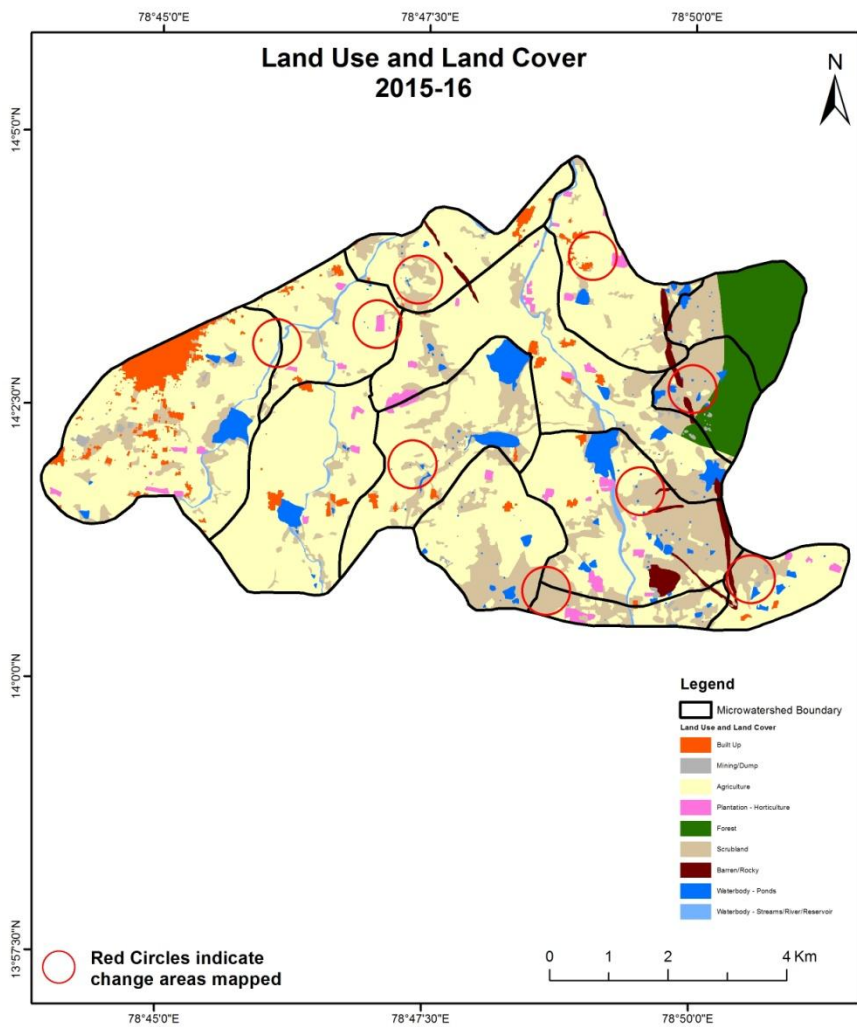 78°45'0"E
78°47'30"E
78°50'0"E
Land Use and Land Cover
2015-16
N
14°5'0"N
14°2'30"N
14°0'0"N
13°57'30"N
Legend
Microwatershed Boundary
Land Use and Land Cover
Built Up
Mining/Dump
Agriculture
Plantation - Horticulture
Forest
Scrubland
Barren/Rocky
Waterbody - Ponds
Waterbody - Streams/River/Reservoir
Red Circles indicate
change areas mapped
0 1 2 4 Km
78°45'0"E
78°47'30"E
78°50'0"E